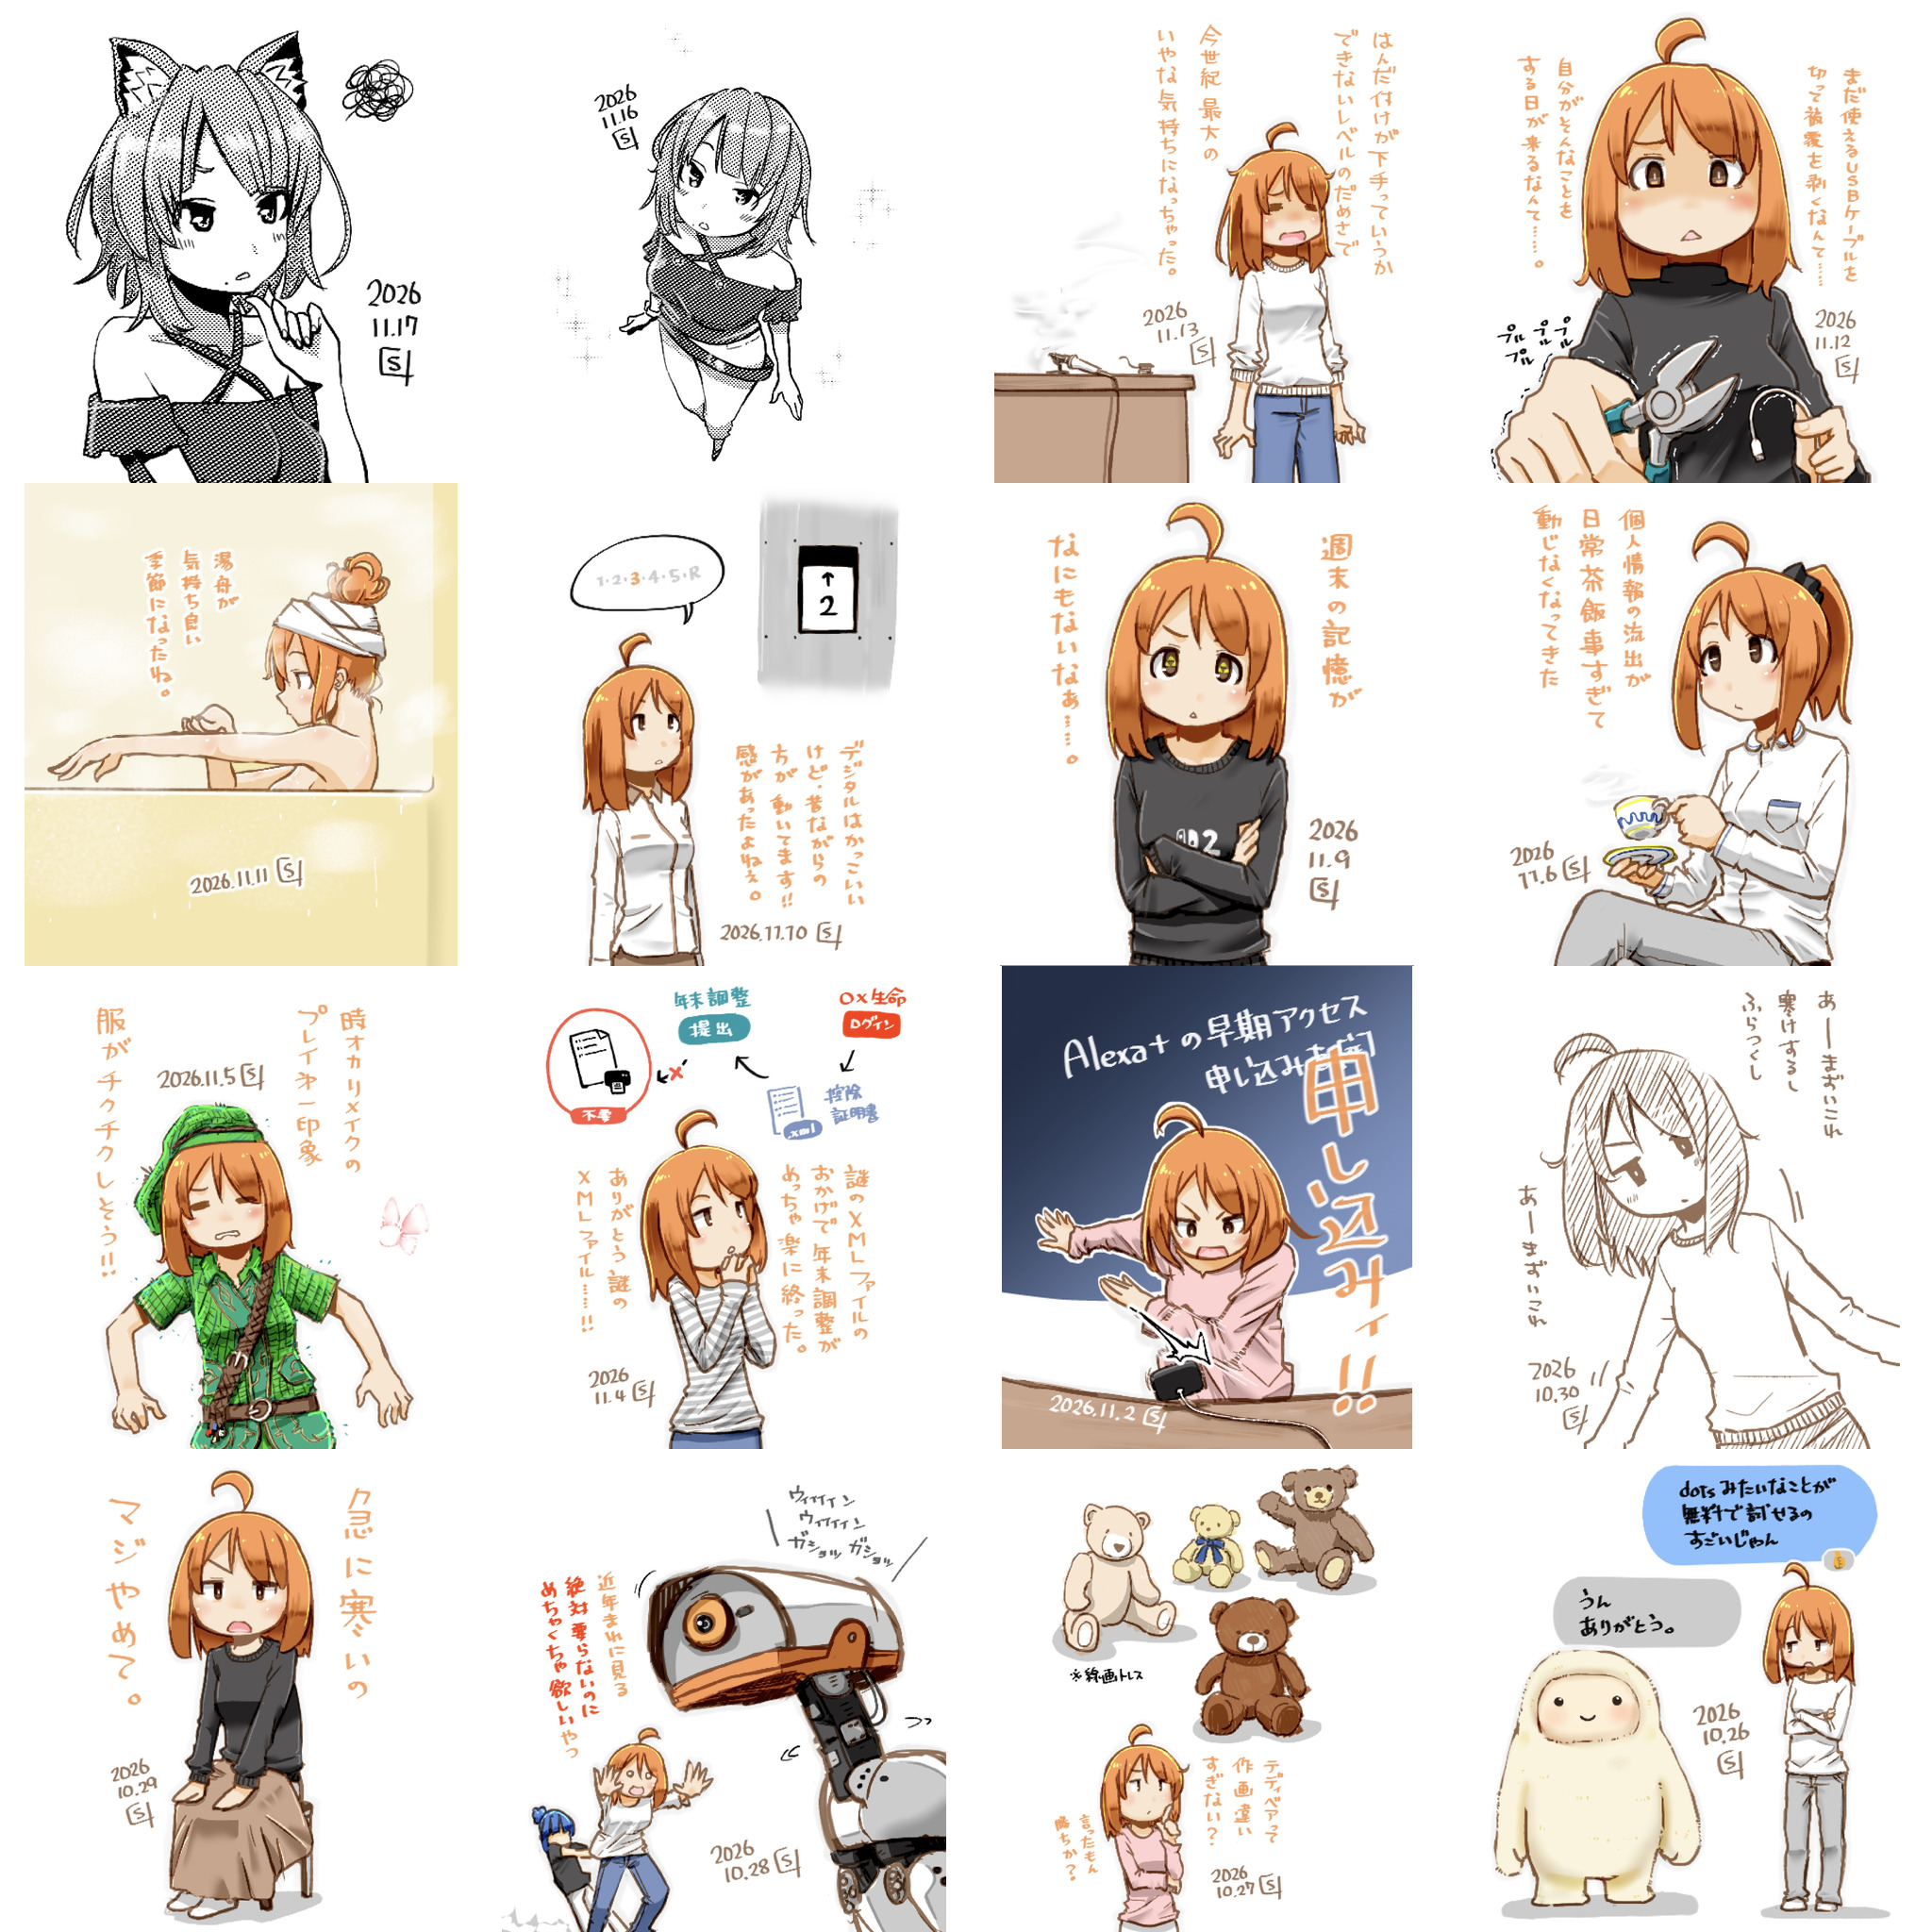 2026
11.17
S
2026
11.16
S
はんだ付けが下手っていうか
できないレベルのだめさで
今世紀最大の
いやな気持ちになっちゃった。
2026
11.13
S
まだ使えるUSBケーブルを
切って被覆を剥くなんて……
自分がそんなことを
する日が来るなんて……。
プルプルプルプル
2026
11.12
S
湯舟が
気持ち良い
季節になったね。
2026.11.11 S
1・2・3・4・5・R
↑
2
デジタルはかっこいい
けど、昔ながらの
方が動いてます!!
感があったよねぇ。
2026.11.10 S
週末の記憶が
なにもないなぁ……。
2026
11.9
S
個人情報の流出が
日常茶飯事すぎて
動じなくなってきた
2026
11.6 S
時オカリメイクの
プレイ第一印象
服がチクチクしそう!!
2026.11.5 S
年末調整
提出
○×生命
ログイン
不要
控除
証明書
.xml
謎のXMLファイルの
おかげで年末調整が
めっちゃ楽に終った。
ありがとう謎の
XMLファイル……!!
2026
11.4 S
Alexa+の早期アクセス
申し込み
申し込みィ!!
2026.11.2 S
あーまずいこれ
寒けするし
ふらつくし
あーまずいこれ
2026
10.30
S
急に寒いの
マジやめて。
2026
10.29
S
ウィイイン
ウィイイン
ガショッ ガショッ
近年まれに見る
絶対要らないのに
めちゃくちゃ欲しいやつ
2026
10.28 S
※線画トレス
テディベアって
作画違い
すぎない?
言ったもん
勝ちか?
2026
10.27 S
dotsみたいなことが
無料で試せるの
すごいじゃん
うん
ありがとう。
2026
10.26
S